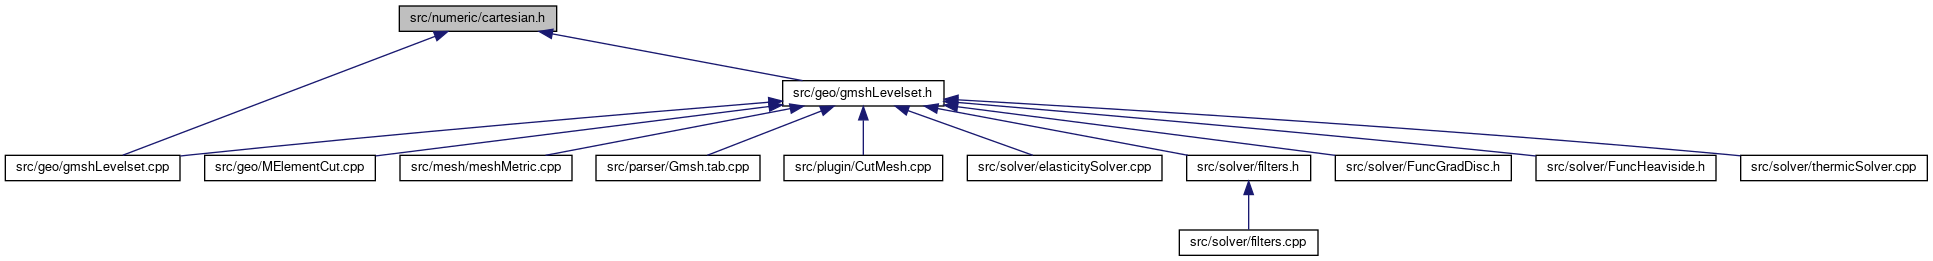 src/numeric/cartesian.h
src/geo/gmshLevelset.h
src/geo/gmshLevelset.cpp
src/geo/MElementCut.cpp
src/mesh/meshMetric.cpp
src/parser/Gmsh.tab.cpp
src/plugin/CutMesh.cpp
src/solver/elasticitySolver.cpp
src/solver/filters.h
src/solver/FuncGradDisc.h
src/solver/FuncHeaviside.h
src/solver/thermicSolver.cpp
src/solver/filters.cpp